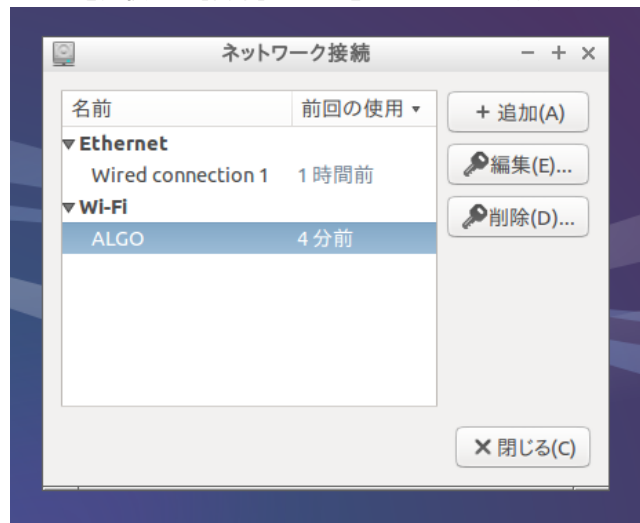 ネットワーク接続
名前 前回の使用
+ 追加(A)
Ethernet
編集(E)...
Wired connection 1 1 時間前
Wi-Fi
削除(D)...
ALGO 4 分前
閉じる(C)